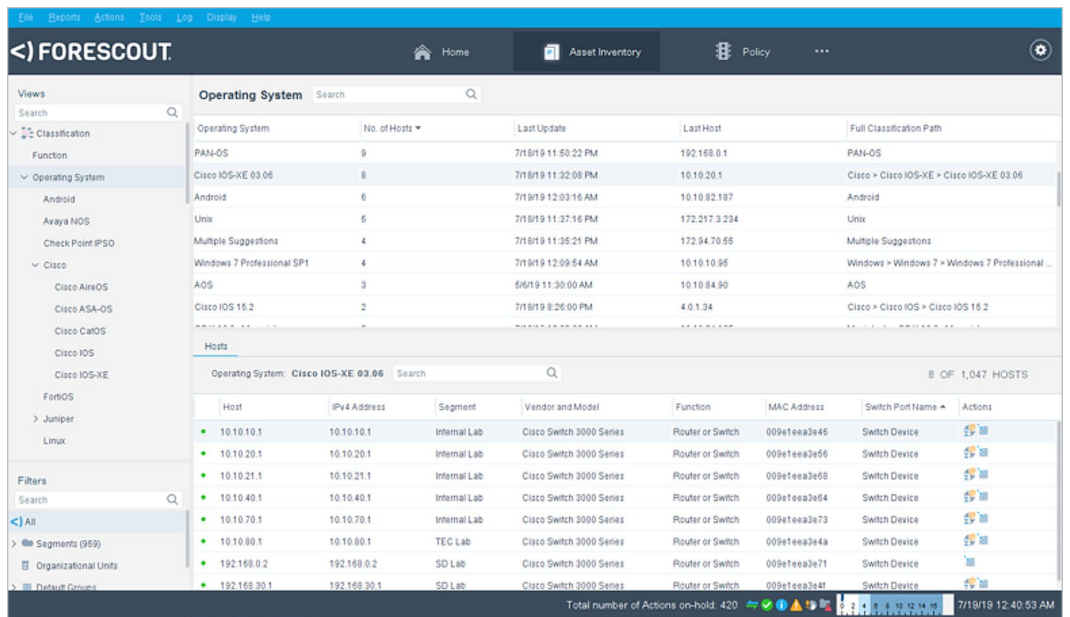 File Reports Actions Tools Log Display Help
<) FORESCOUT.
Home
Asset Inventory
Policy
...
Views
Search
Classification
Function
Operating System
Android
Avaya NOS
Check Point IPSO
Cisco
Cisco AireOS
Cisco ASA-OS
Cisco CatOS
Cisco IOS
Cisco IOS-XE
FortiOS
Juniper
Linux
Filters
Search
All
Segments (959)
Organizational Units
Default Groups
Operating System Search
Operating System No. of Hosts Last Update Last Host Full Classification Path
PAN-OS 9 7/18/19 11:50:22 PM 192.168.0.1 PAN-OS
Cisco IOS-XE 03.06 8 7/18/19 11:32:08 PM 10.10.20.1 Cisco > Cisco IOS-XE > Cisco IOS-XE 03.06
Android 6 7/19/19 12:03:16 AM 10.10.82.187 Android
Unix 5 7/18/19 11:37:16 PM 172.217.3.234 Unix
Multiple Suggestions 4 7/18/19 11:35:21 PM 172.94.70.55 Multiple Suggestions
Windows 7 Professional SP1 4 7/19/19 12:09:54 AM 10.10.10.95 Windows > Windows 7 > Windows 7 Professional ...
AOS 3 5/6/19 11:30:00 AM 10.10.84.90 AOS
Cisco IOS 15.2 2 7/18/19 8:26:00 PM 4.0.1.34 Cisco > Cisco IOS > Cisco IOS 15.2
Hosts
Operating System: Cisco IOS-XE 03.06 Search 8 OF 1,047 HOSTS
Host IPv4 Address Segment Vendor and Model Function MAC Address Switch Port Name Actions
10.10.10.1 10.10.10.1 Internal Lab Cisco Switch 3000 Series Router or Switch 009e1eea3e46 Switch Device
10.10.20.1 10.10.20.1 Internal Lab Cisco Switch 3000 Series Router or Switch 009e1eea3e56 Switch Device
10.10.21.1 10.10.21.1 Internal Lab Cisco Switch 3000 Series Router or Switch 009e1eea3e68 Switch Device
10.10.40.1 10.10.40.1 Internal Lab Cisco Switch 3000 Series Router or Switch 009e1eea3e64 Switch Device
10.10.70.1 10.10.70.1 Internal Lab Cisco Switch 3000 Series Router or Switch 009e1eea3e73 Switch Device
10.10.80.1 10.10.80.1 TEC Lab Cisco Switch 3000 Series Router or Switch 009e1eea3e4a Switch Device
192.168.0.2 192.168.0.2 SD Lab Cisco Switch 3000 Series Router or Switch 009e1eea3e71 Switch Device
192.168.30.1 192.168.30.1 SD Lab Cisco Switch 3000 Series Router or Switch 009e1eea3e4f Switch Device
Total number of Actions on-hold: 420 0 2 4 6 8 10 12 14 16 7/19/19 12:40:53 AM